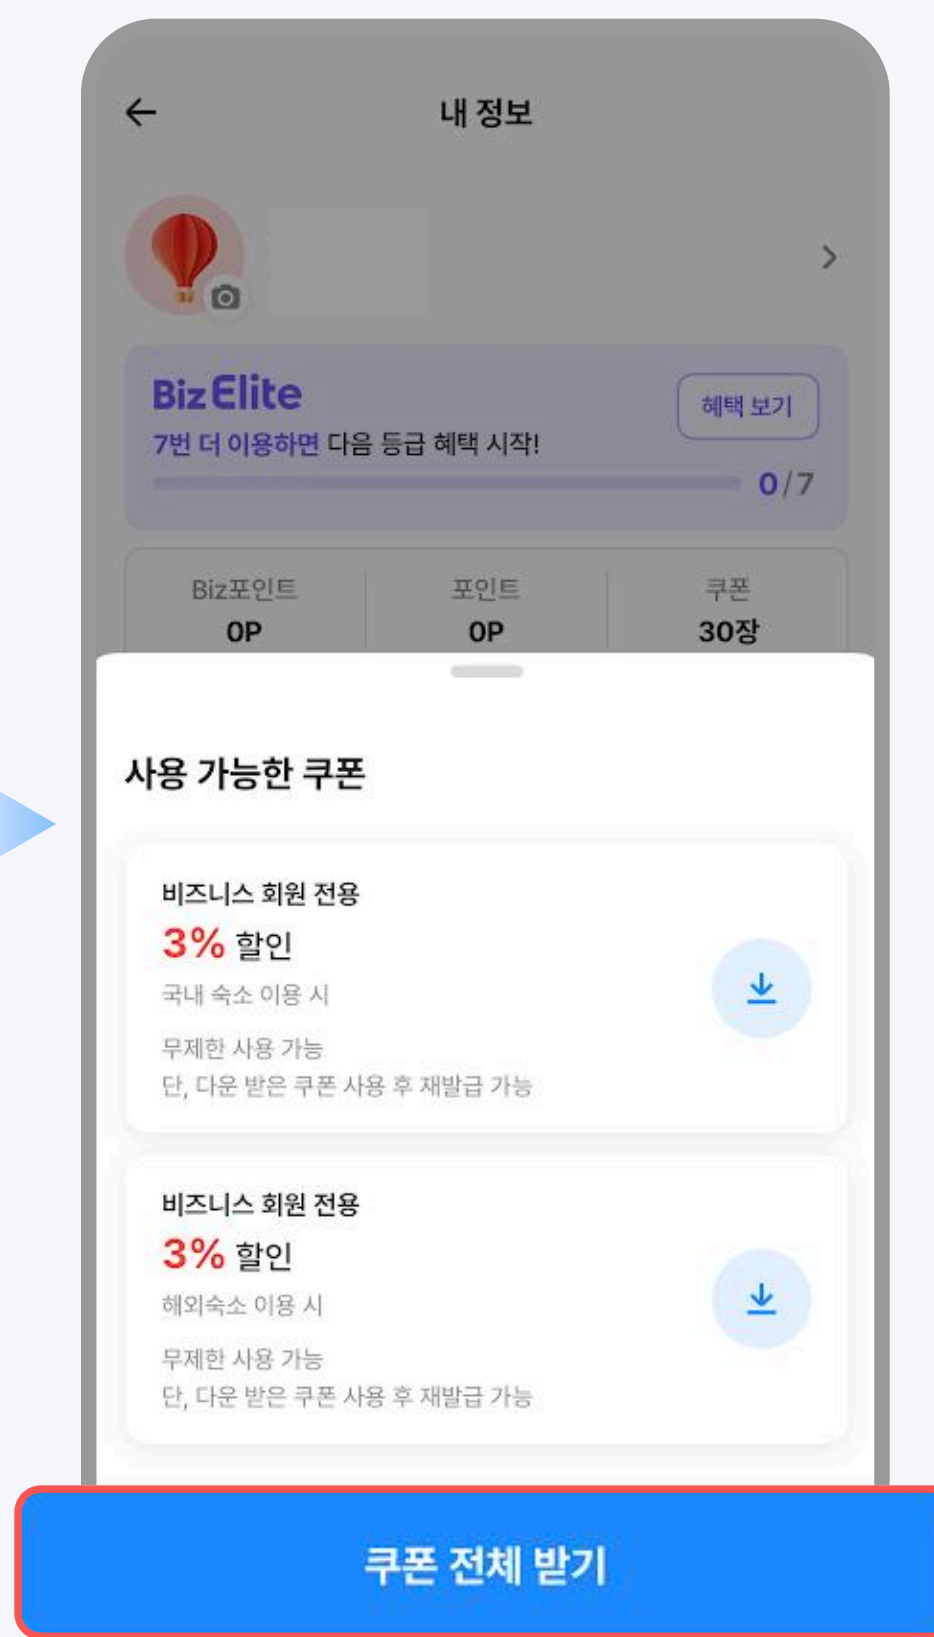 내 정보
BizElite
혜택 보기
7번 더 이용하면 다음 등급 혜택 시작!
0/7
Biz포인트 포인트 쿠폰
0P 0P 30장
사용 가능한 쿠폰
비즈니스 회원 전용
3% 할인
국내 숙소 이용 시
무제한 사용 가능
단, 다운 받은 쿠폰 사용 후 재발급 가능
비즈니스 회원 전용
3% 할인
해외숙소 이용 시
무제한 사용 가능
단, 다운 받은 쿠폰 사용 후 재발급 가능
쿠폰 전체 받기